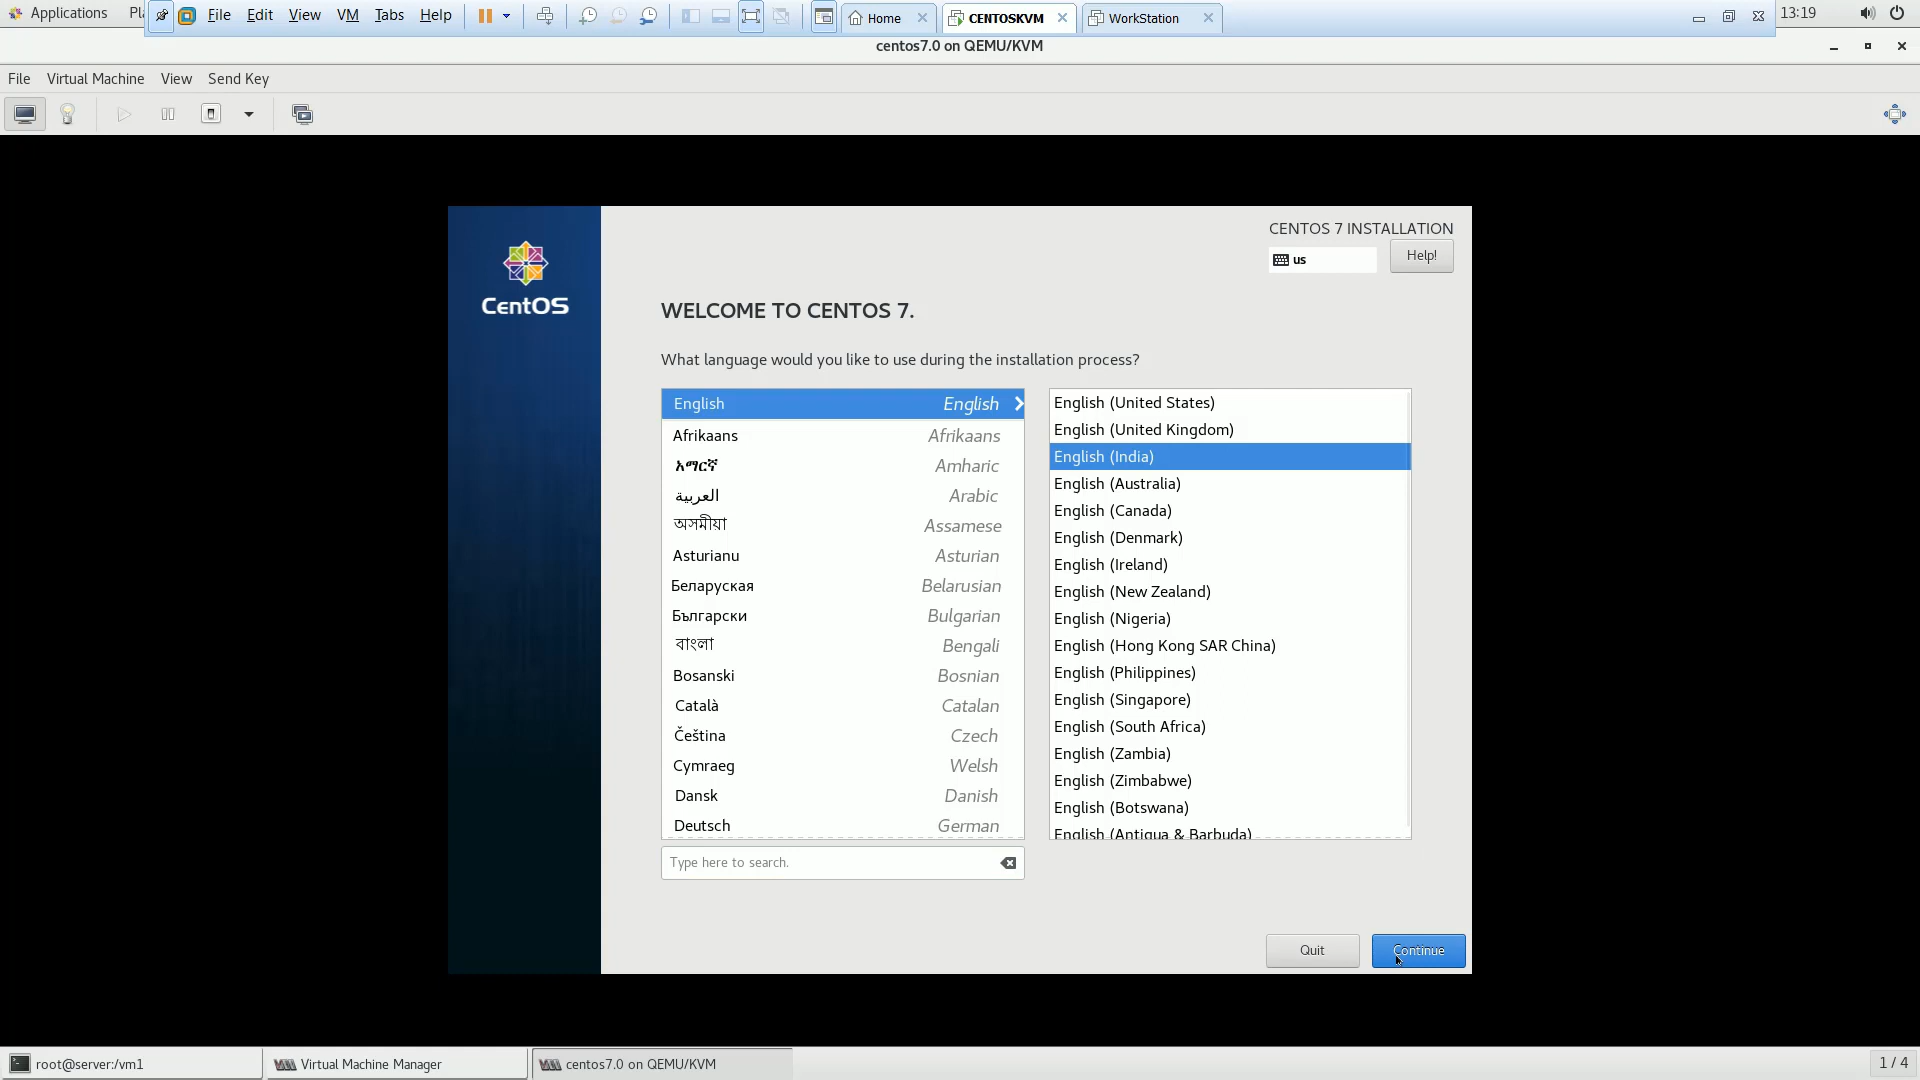 Applications Pl File Edit View VM Tabs Help Home CENTOSKVM WorkStation 13:19
centos7.0 on QEMU/KVM
File Virtual Machine View Send Key
CentOS
CENTOS 7 INSTALLATION
us Help!
WELCOME TO CENTOS 7.
What language would you like to use during the installation process?
English English
Afrikaans Afrikaans
አማርኛ Amharic
العربية Arabic
অসমীয়া Assamese
Asturianu Asturian
Беларуская Belarusian
Български Bulgarian
বাংলা Bengali
Bosanski Bosnian
Català Catalan
Čeština Czech
Cymraeg Welsh
Dansk Danish
Deutsch German
Type here to search.
English (United States)
English (United Kingdom)
English (India)
English (Australia)
English (Canada)
English (Denmark)
English (Ireland)
English (New Zealand)
English (Nigeria)
English (Hong Kong SAR China)
English (Philippines)
English (Singapore)
English (South Africa)
English (Zambia)
English (Zimbabwe)
English (Botswana)
English (Antigua & Barbuda)
Quit Continue
root@server:/vm1 Virtual Machine Manager centos7.0 on QEMU/KVM 1 / 4